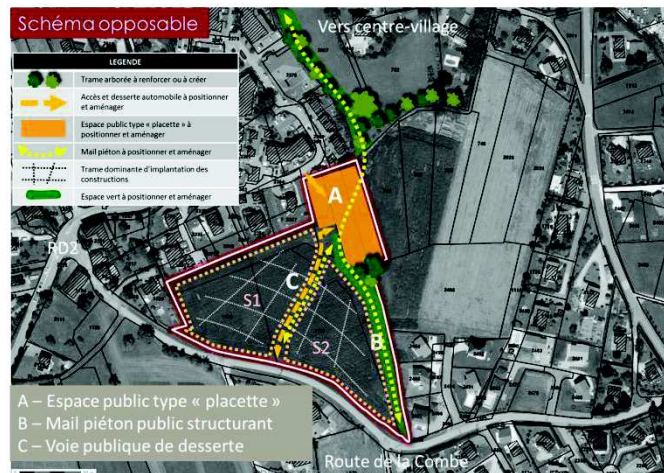 Schéma opposable
Vers centre-village
LEGENDE
Trame arborée à renforcer ou à créer
Accès et desserte automobile à positionner
et aménager
Espace public type « placette » à
positionner et aménager
Mail piéton à positionner et aménager
Trame dominante d'implantation des
constructions
Espace vert à positionner et aménager
A
RD2
C
S1
S2
B
A – Espace public type « placette »
B – Mail piéton public structurant
C – Voie publique de desserte
Route de la Combe